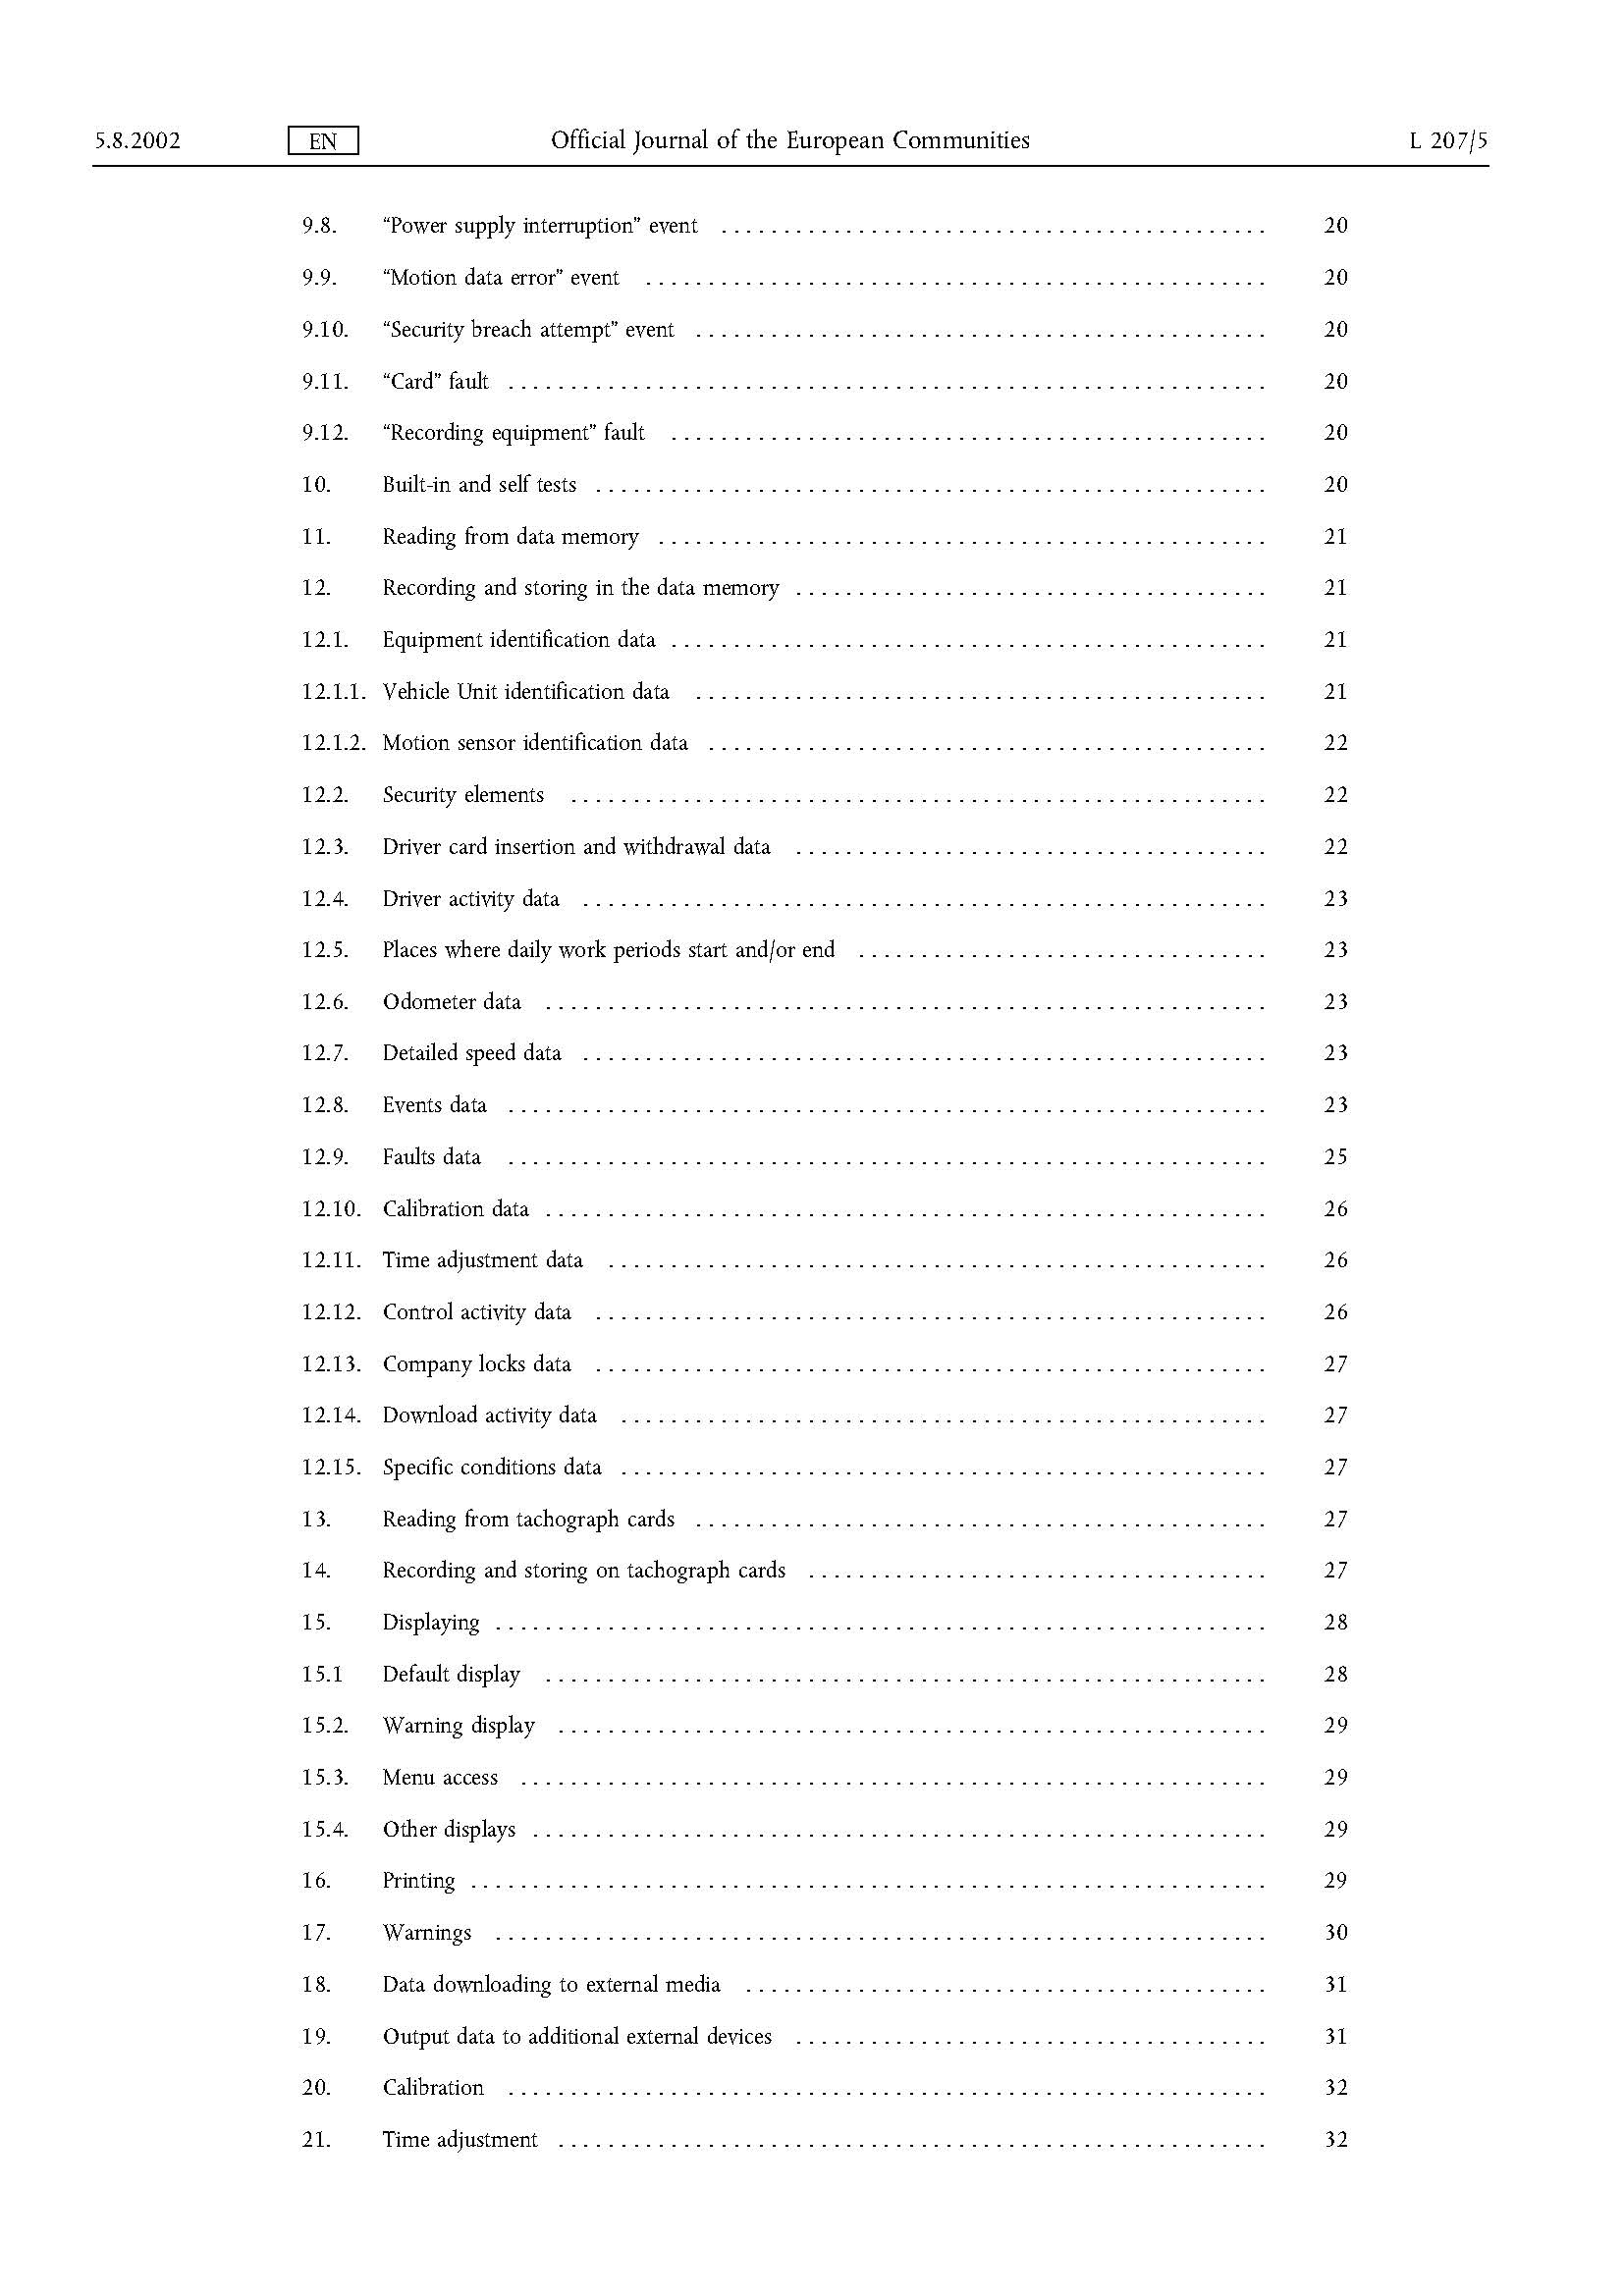 5.8.2002 EN Official Journal of the European Communities L 207/5
9.8. “Power supply interruption” event . . . . . . . . . . . . . . . . . . . . . . . . . . . . . . . . . . . . . . . . . . . . 20
9.9. “Motion data error” event . . . . . . . . . . . . . . . . . . . . . . . . . . . . . . . . . . . . . . . . . . . . . . . . . . 20
9.10. “Security breach attempt” event . . . . . . . . . . . . . . . . . . . . . . . . . . . . . . . . . . . . . . . . . . . . . . 20
9.11. “Card” fault . . . . . . . . . . . . . . . . . . . . . . . . . . . . . . . . . . . . . . . . . . . . . . . . . . . . . . . . . . . . . 20
9.12. “Recording equipment” fault . . . . . . . . . . . . . . . . . . . . . . . . . . . . . . . . . . . . . . . . . . . . . . . . 20
10. Built-in and self tests . . . . . . . . . . . . . . . . . . . . . . . . . . . . . . . . . . . . . . . . . . . . . . . . . . . . . . 20
11. Reading from data memory . . . . . . . . . . . . . . . . . . . . . . . . . . . . . . . . . . . . . . . . . . . . . . . . . 21
12. Recording and storing in the data memory . . . . . . . . . . . . . . . . . . . . . . . . . . . . . . . . . . . . . . 21
12.1. Equipment identification data . . . . . . . . . . . . . . . . . . . . . . . . . . . . . . . . . . . . . . . . . . . . . . . . 21
12.1.1. Vehicle Unit identification data . . . . . . . . . . . . . . . . . . . . . . . . . . . . . . . . . . . . . . . . . . . . . . 21
12.1.2. Motion sensor identification data . . . . . . . . . . . . . . . . . . . . . . . . . . . . . . . . . . . . . . . . . . . . . 22
12.2. Security elements . . . . . . . . . . . . . . . . . . . . . . . . . . . . . . . . . . . . . . . . . . . . . . . . . . . . . . . . 22
12.3. Driver card insertion and withdrawal data . . . . . . . . . . . . . . . . . . . . . . . . . . . . . . . . . . . . . . 22
12.4. Driver activity data . . . . . . . . . . . . . . . . . . . . . . . . . . . . . . . . . . . . . . . . . . . . . . . . . . . . . . . 23
12.5. Places where daily work periods start and/or end . . . . . . . . . . . . . . . . . . . . . . . . . . . . . . . . . 23
12.6. Odometer data . . . . . . . . . . . . . . . . . . . . . . . . . . . . . . . . . . . . . . . . . . . . . . . . . . . . . . . . . . 23
12.7. Detailed speed data . . . . . . . . . . . . . . . . . . . . . . . . . . . . . . . . . . . . . . . . . . . . . . . . . . . . . . . 23
12.8. Events data . . . . . . . . . . . . . . . . . . . . . . . . . . . . . . . . . . . . . . . . . . . . . . . . . . . . . . . . . . . . . 23
12.9. Faults data . . . . . . . . . . . . . . . . . . . . . . . . . . . . . . . . . . . . . . . . . . . . . . . . . . . . . . . . . . . . . 25
12.10. Calibration data . . . . . . . . . . . . . . . . . . . . . . . . . . . . . . . . . . . . . . . . . . . . . . . . . . . . . . . . . . 26
12.11. Time adjustment data . . . . . . . . . . . . . . . . . . . . . . . . . . . . . . . . . . . . . . . . . . . . . . . . . . . . . 26
12.12. Control activity data . . . . . . . . . . . . . . . . . . . . . . . . . . . . . . . . . . . . . . . . . . . . . . . . . . . . . . 26
12.13. Company locks data . . . . . . . . . . . . . . . . . . . . . . . . . . . . . . . . . . . . . . . . . . . . . . . . . . . . . . 27
12.14. Download activity data . . . . . . . . . . . . . . . . . . . . . . . . . . . . . . . . . . . . . . . . . . . . . . . . . . . . 27
12.15. Specific conditions data . . . . . . . . . . . . . . . . . . . . . . . . . . . . . . . . . . . . . . . . . . . . . . . . . . . . 27
13. Reading from tachograph cards . . . . . . . . . . . . . . . . . . . . . . . . . . . . . . . . . . . . . . . . . . . . . . 27
14. Recording and storing on tachograph cards . . . . . . . . . . . . . . . . . . . . . . . . . . . . . . . . . . . . . 27
15. Displaying . . . . . . . . . . . . . . . . . . . . . . . . . . . . . . . . . . . . . . . . . . . . . . . . . . . . . . . . . . . . . . 28
15.1 Default display . . . . . . . . . . . . . . . . . . . . . . . . . . . . . . . . . . . . . . . . . . . . . . . . . . . . . . . . . . 28
15.2. Warning display . . . . . . . . . . . . . . . . . . . . . . . . . . . . . . . . . . . . . . . . . . . . . . . . . . . . . . . . . 29
15.3. Menu access . . . . . . . . . . . . . . . . . . . . . . . . . . . . . . . . . . . . . . . . . . . . . . . . . . . . . . . . . . . . 29
15.4. Other displays . . . . . . . . . . . . . . . . . . . . . . . . . . . . . . . . . . . . . . . . . . . . . . . . . . . . . . . . . . . 29
16. Printing . . . . . . . . . . . . . . . . . . . . . . . . . . . . . . . . . . . . . . . . . . . . . . . . . . . . . . . . . . . . . . . . 29
17. Warnings . . . . . . . . . . . . . . . . . . . . . . . . . . . . . . . . . . . . . . . . . . . . . . . . . . . . . . . . . . . . . . 30
18. Data downloading to external media . . . . . . . . . . . . . . . . . . . . . . . . . . . . . . . . . . . . . . . . . . 31
19. Output data to additional external devices . . . . . . . . . . . . . . . . . . . . . . . . . . . . . . . . . . . . . . 31
20. Calibration . . . . . . . . . . . . . . . . . . . . . . . . . . . . . . . . . . . . . . . . . . . . . . . . . . . . . . . . . . . . . 32
21. Time adjustment . . . . . . . . . . . . . . . . . . . . . . . . . . . . . . . . . . . . . . . . . . . . . . . . . . . . . . . . . 32